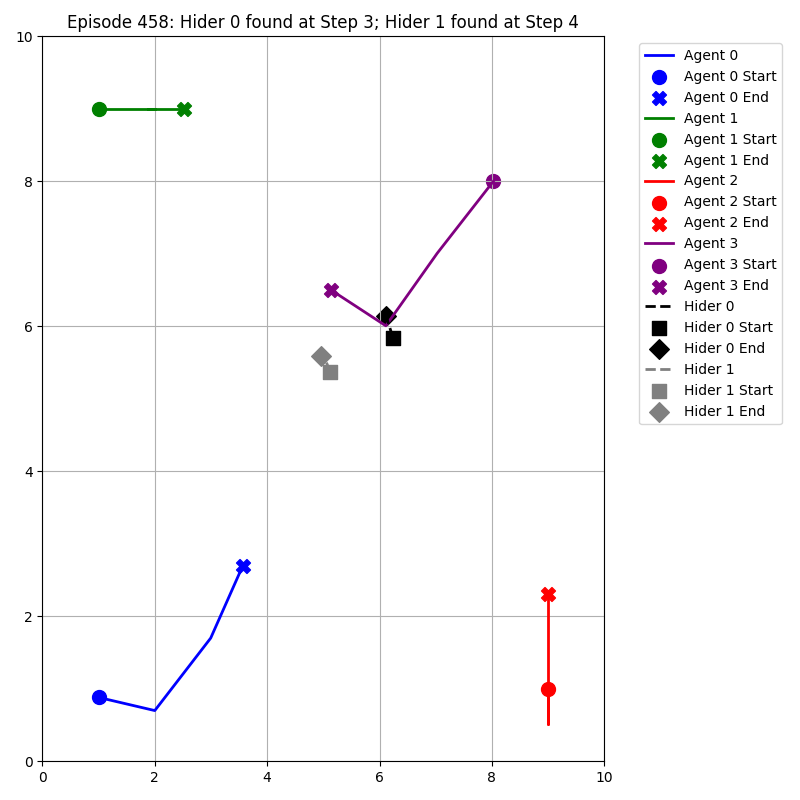 Episode 458: Hider 0 found at Step 3; Hider 1 found at Step 4
10
8
6
4
2
0
0 2 4 6 8 10
Agent 0
Agent 0 Start
Agent 0 End
Agent 1
Agent 1 Start
Agent 1 End
Agent 2
Agent 2 Start
Agent 2 End
Agent 3
Agent 3 Start
Agent 3 End
Hider 0
Hider 0 Start
Hider 0 End
Hider 1
Hider 1 Start
Hider 1 End